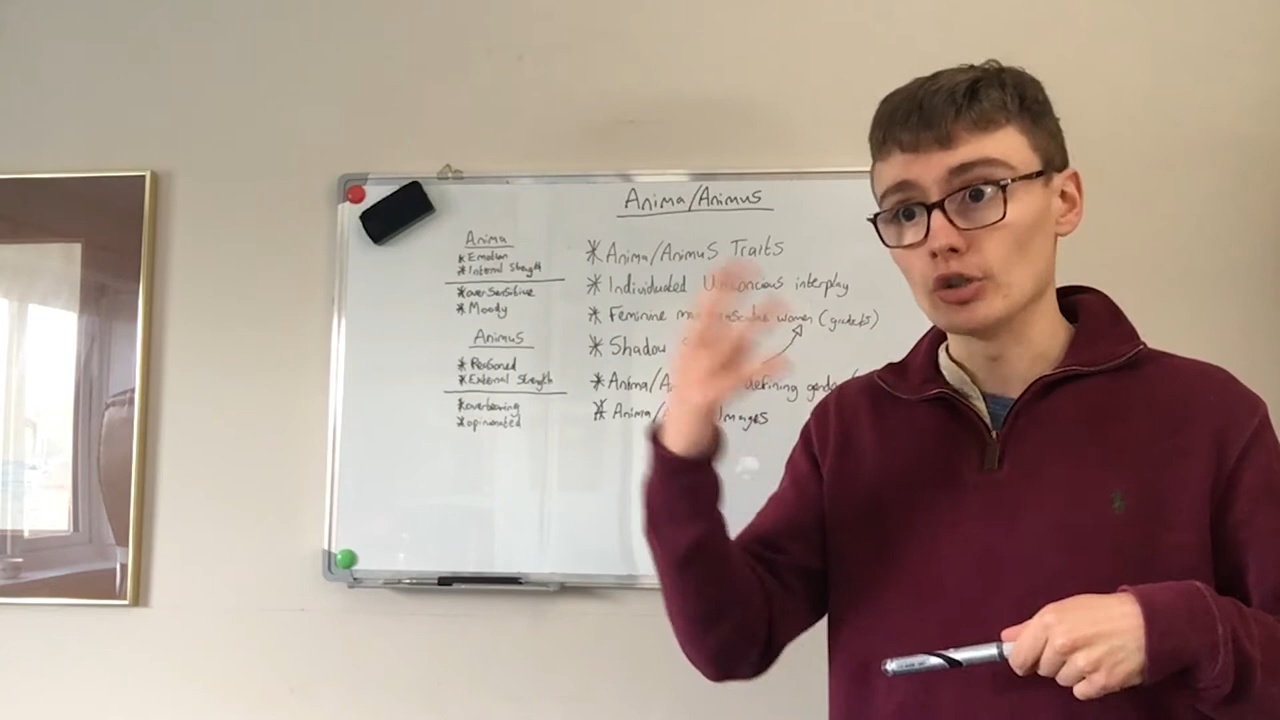 Anima/Animus
Anima
* Emotion
* Internal Strength
* oversensitive
* Moody
Animus
* Reasoned
* External Strength
* overbearing
* opinionated
* Anima/Animus Traits
* Individuated interplay
* Feminine women
* Shadow
* Anima/ defining
* Anima/ Images